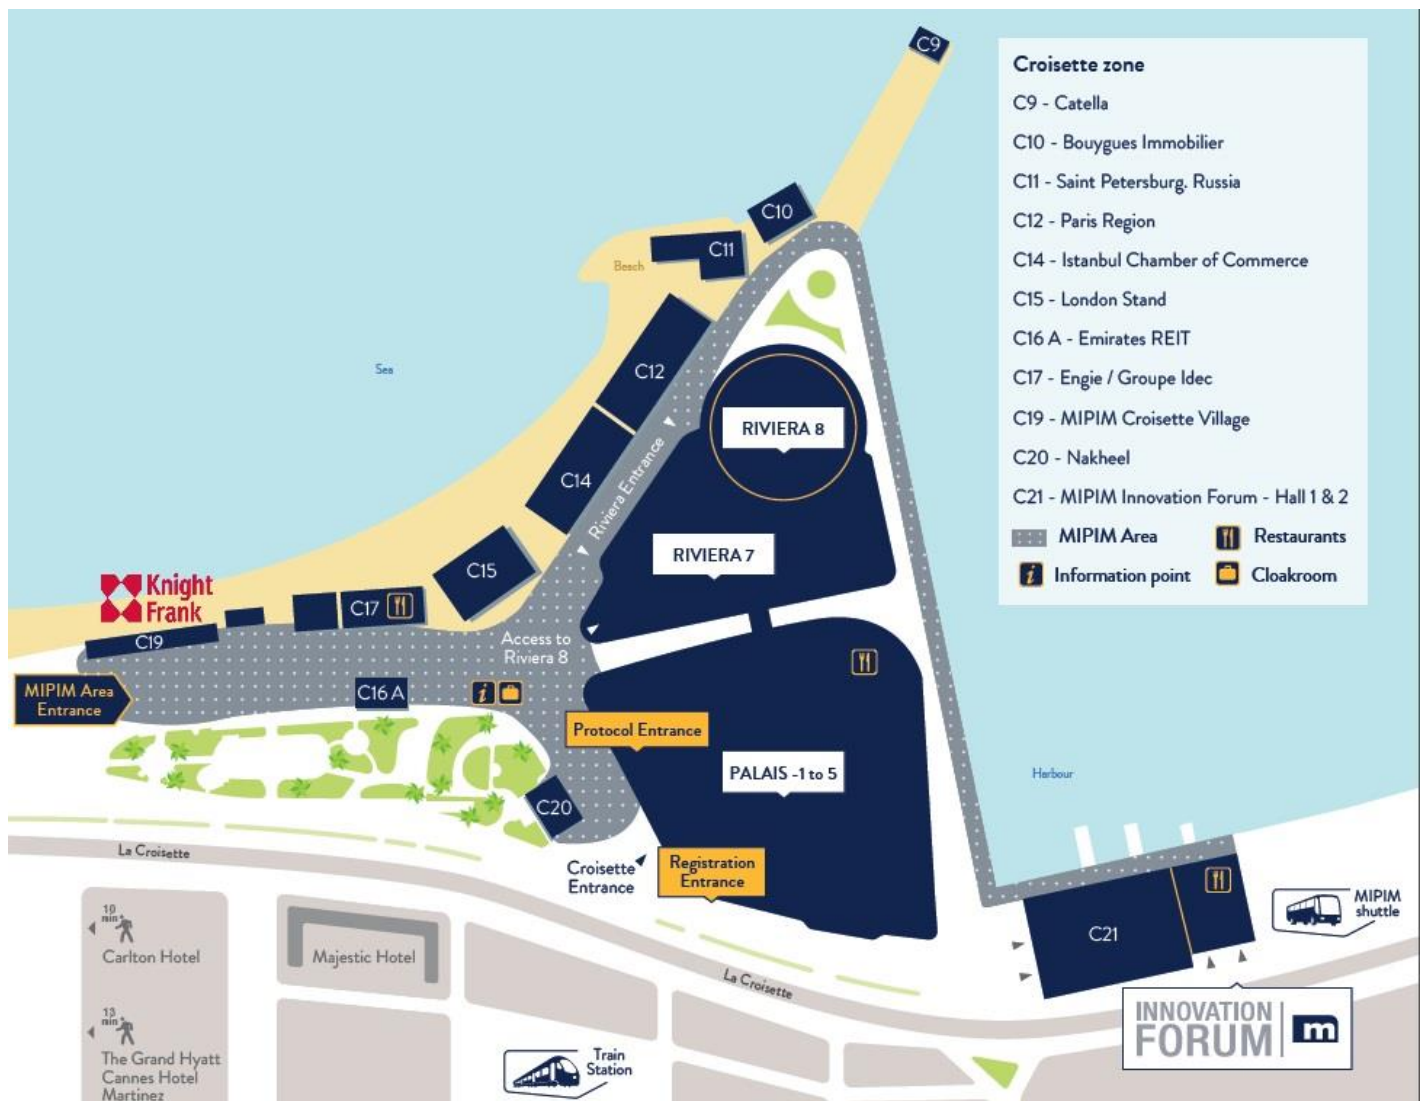 C9
Croisette zone
C9 - Catella
C10 - Bouygues Immobilier
C11 - Saint Petersburg. Russia
C12 - Paris Region
C14 - Istanbul Chamber of Commerce
C15 - London Stand
C16 A - Emirates REIT
C17 - Engie / Groupe Idec
C19 - MIPIM Croisette Village
C20 - Nakheel
C21 - MIPIM Innovation Forum - Hall 1 & 2
MIPIM Area
Restaurants
i
Information point
Cloakroom
C10
C11
Beach
Sea
C12
RIVIERA 8
Riviera Entrance
C14
RIVIERA 7
C15
Knight
Frank
C17
C19
Access to
Riviera 8
MIPIM Area
Entrance
C16 A
i
Protocol Entrance
PALAIS -1 to 5
Harbour
C20
La Croisette
Croisette
Entrance
Registration
Entrance
10
min
Carlton Hotel
Majestic Hotel
C21
MIPIM
shuttle
La Croisette
INNOVATION
FORUM
m
13
min
The Grand Hyatt
Cannes Hotel
Martinez
Train
Station